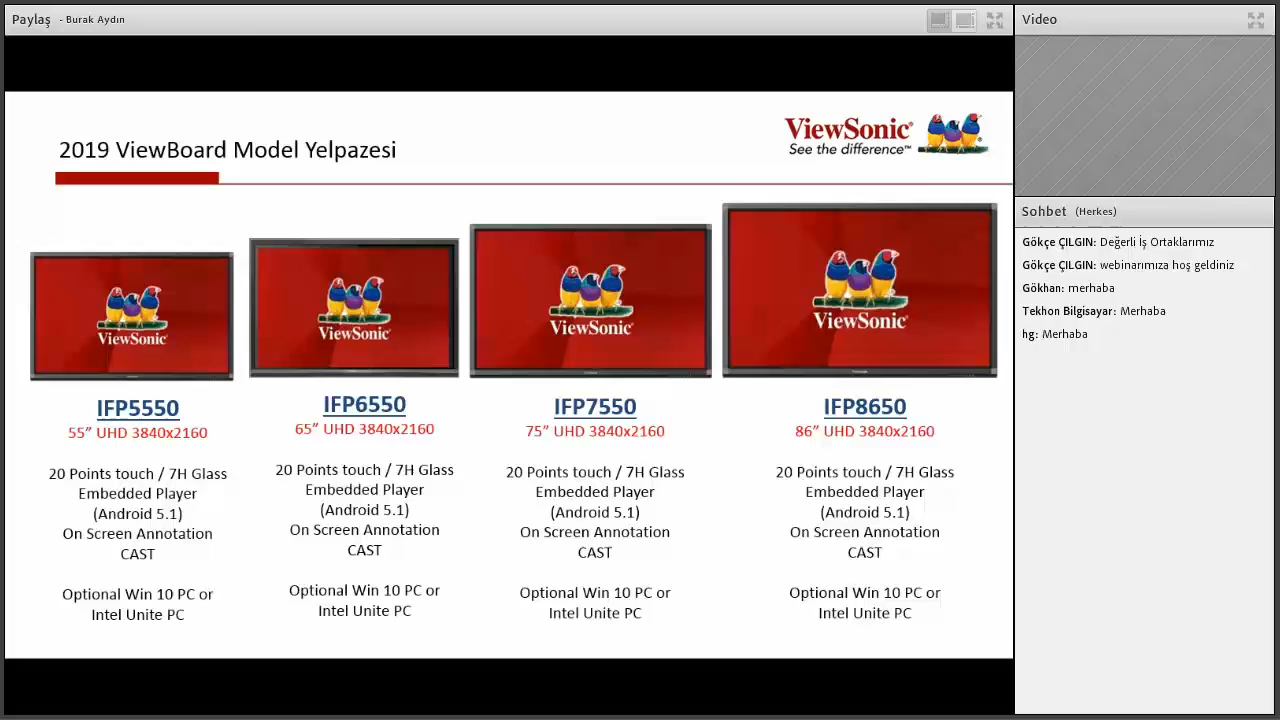 Paylaş - Burak Aydın
Video
2019 ViewBoard Model Yelpazesi
ViewSonic®
See the difference™
ViewSonic®
ViewSonic®
ViewSonic®
ViewSonic®
IFP5550
55” UHD 3840x2160
20 Points touch / 7H Glass
Embedded Player
(Android 5.1)
On Screen Annotation
CAST
Optional Win 10 PC or
Intel Unite PC
IFP6550
65” UHD 3840x2160
20 Points touch / 7H Glass
Embedded Player
(Android 5.1)
On Screen Annotation
CAST
Optional Win 10 PC or
Intel Unite PC
IFP7550
75” UHD 3840x2160
20 Points touch / 7H Glass
Embedded Player
(Android 5.1)
On Screen Annotation
CAST
Optional Win 10 PC or
Intel Unite PC
IFP8650
86” UHD 3840x2160
20 Points touch / 7H Glass
Embedded Player
(Android 5.1)
On Screen Annotation
CAST
Optional Win 10 PC or
Intel Unite PC
Sohbet (Herkes)
Gökçe ÇILGIN: Değerli İş Ortaklarımız
Gökçe ÇILGIN: webinarımıza hoş geldiniz
Gökhan: merhaba
Tekhon Bilgisayar: Merhaba
hg: Merhaba